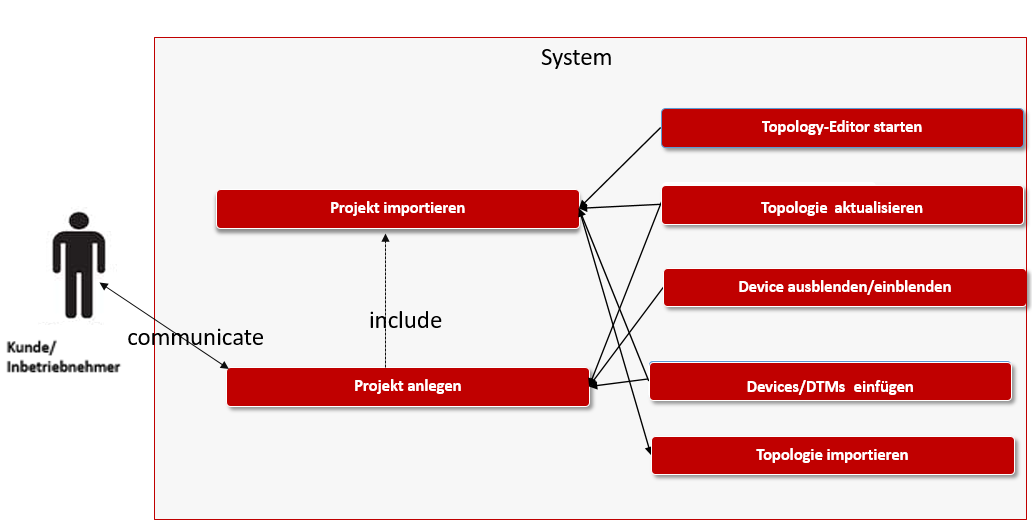 System
Topology-Editor starten
Projekt importieren
Topologie aktualisieren
Device ausblenden/einblenden
include
communicate
Kunde/
Inbetriebnehmer
Projekt anlegen
Devices/DTMs einfügen
Topologie importieren